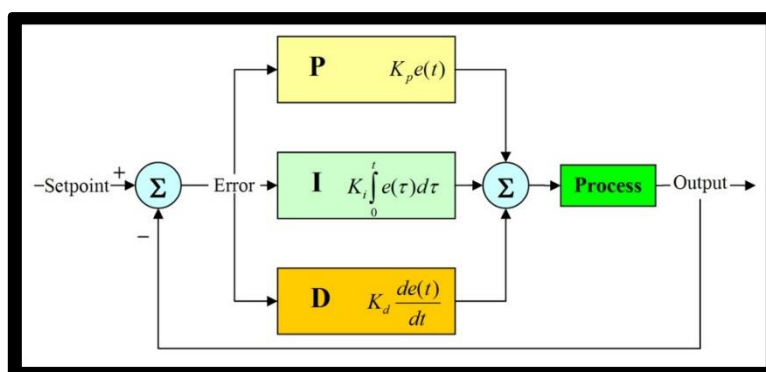 P K_p e(t)
–Setpoint + Σ Error I K_i ∫_0^t e(τ)dτ Σ Process Output
−
D K_d de(t)/dt